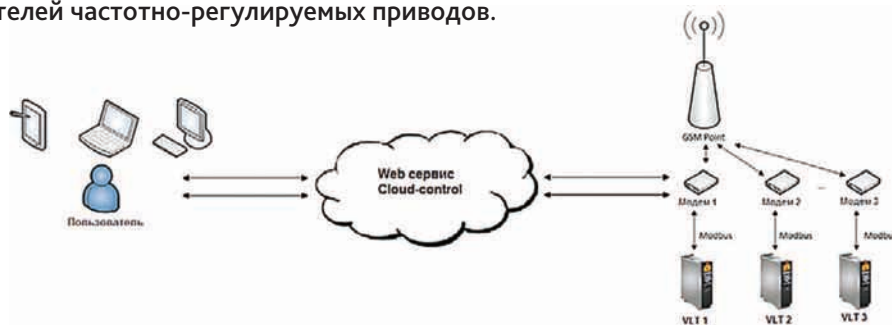 телей частотно-регулируемых приводов.
GSM Point
Web сервис
Cloud-control
Пользователь
Модем 1
Модем 2
...
Модем 3
Modbus
Modbus
Modbu
VLT 1
VLT 2
VLT 3